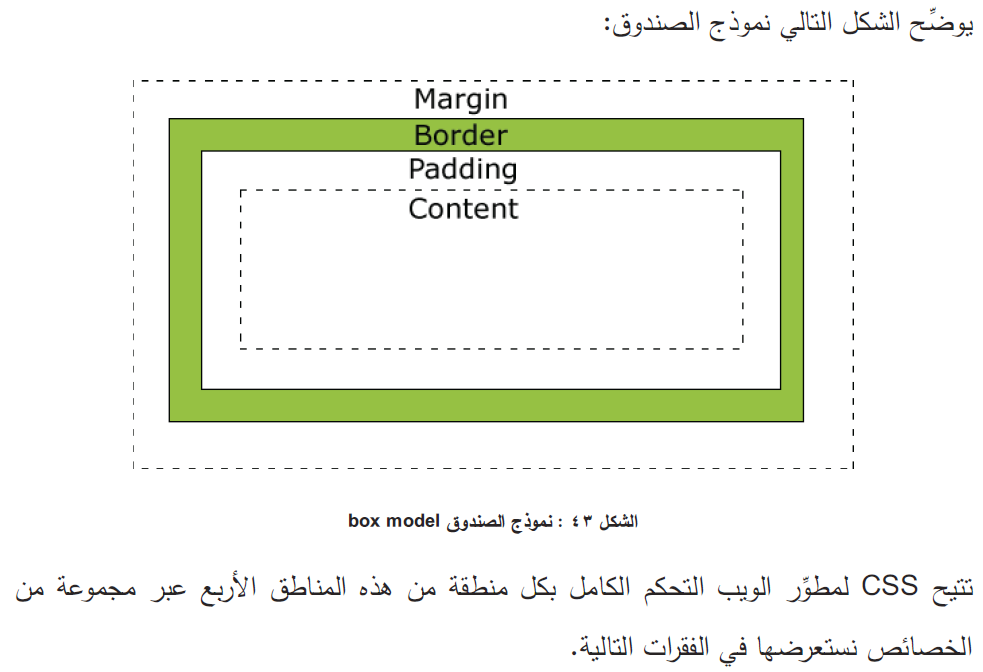 يوضِّح الشكل التالي نموذج الصندوق:
Margin
Border
Padding
Content
الشكل ٤٣ : نموذج الصندوق box model
تتيح CSS لمطوِّر الويب التحكم الكامل بكل منطقة من هذه المناطق الأربع عبر مجموعة من
الخصائص نستعرضها في الفقرات التالية.